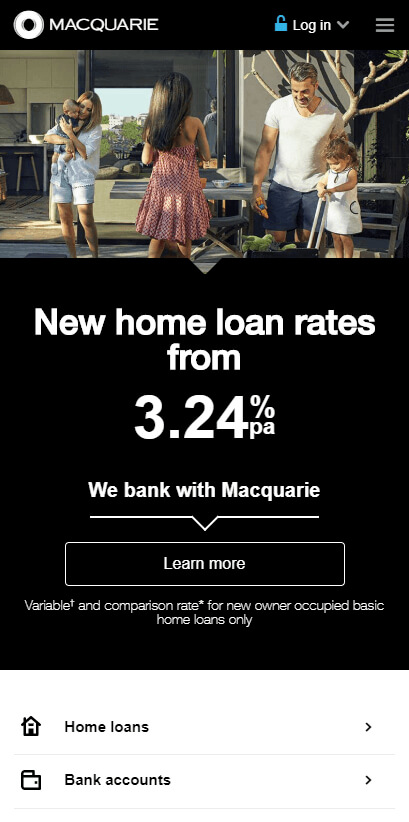 MACQUARIE
Log in
New home loan rates
from
3.24% pa
We bank with Macquarie
Learn more
Variable† and comparison rate* for new owner occupied basic
home loans only
Home loans
Bank accounts